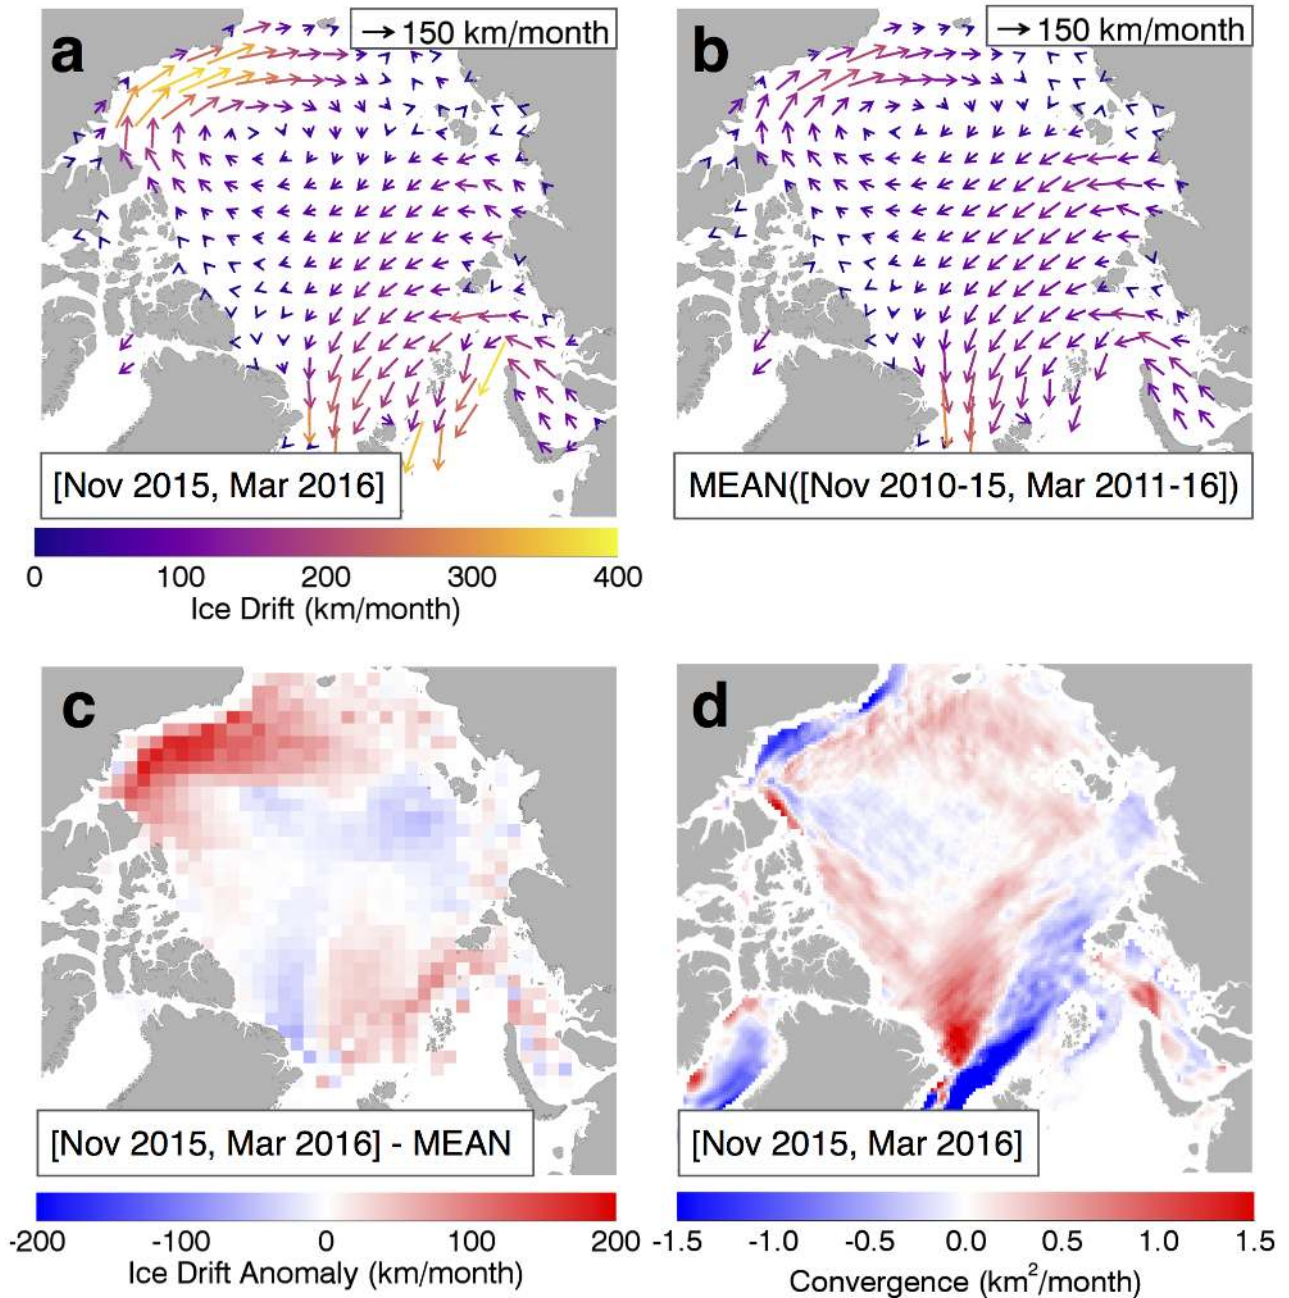 a
→ 150 km/month
b
→ 150 km/month
[Nov 2015, Mar 2016]
MEAN([Nov 2010-15, Mar 2011-16])
0 100 200 300 400
Ice Drift (km/month)
c
d
[Nov 2015, Mar 2016] - MEAN
[Nov 2015, Mar 2016]
-200 -100 0 100 200
-1.5 -1.0 -0.5 0.0 0.5 1.0 1.5
Ice Drift Anomaly (km/month)
Convergence (km²/month)